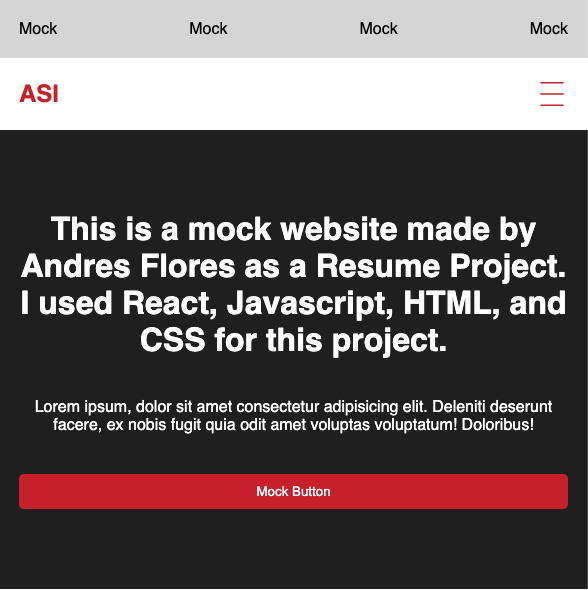 Mock Mock Mock Mock
ASI
This is a mock website made by
Andres Flores as a Resume Project.
I used React, Javascript, HTML, and
CSS for this project.
Lorem ipsum, dolor sit amet consectetur adipisicing elit. Deleniti deserunt
facere, ex nobis fugit quia odit amet voluptas voluptatum! Doloribus!
Mock Button